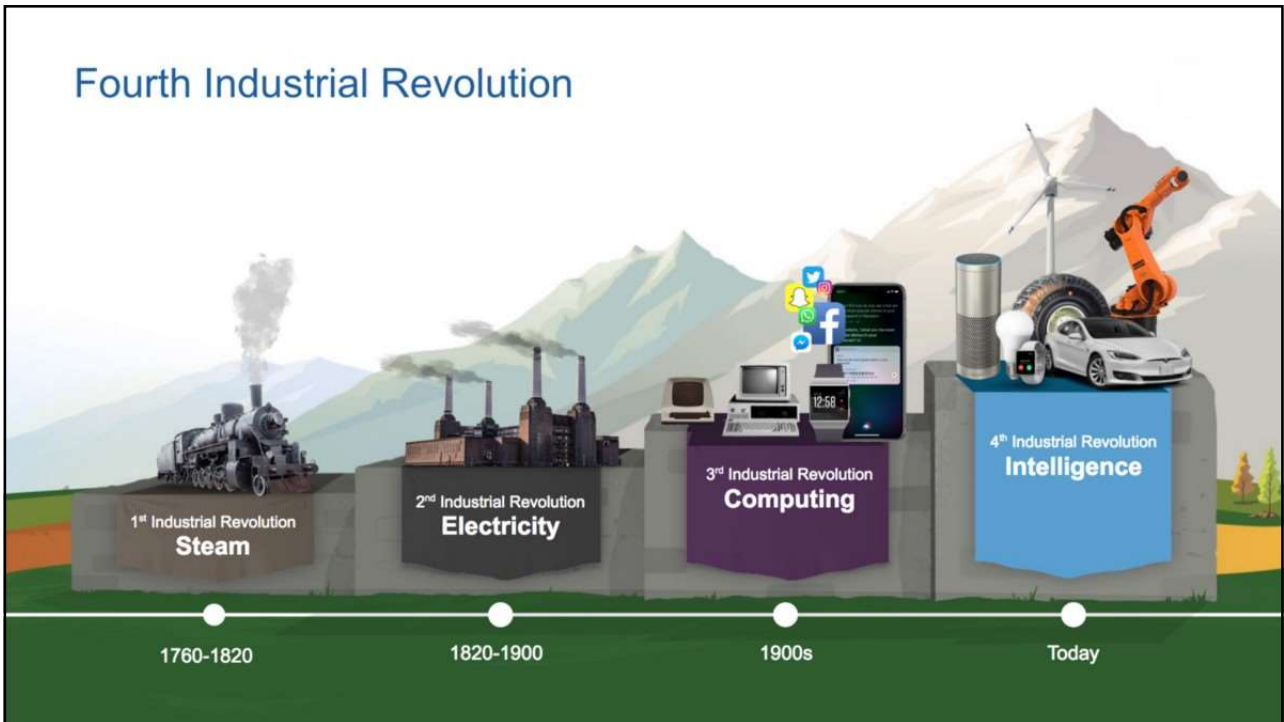 Fourth Industrial Revolution
1st Industrial Revolution
Steam
2nd Industrial Revolution
Electricity
3rd Industrial Revolution
Computing
4th Industrial Revolution
Intelligence
12:58
1760-1820
1820-1900
1900s
Today